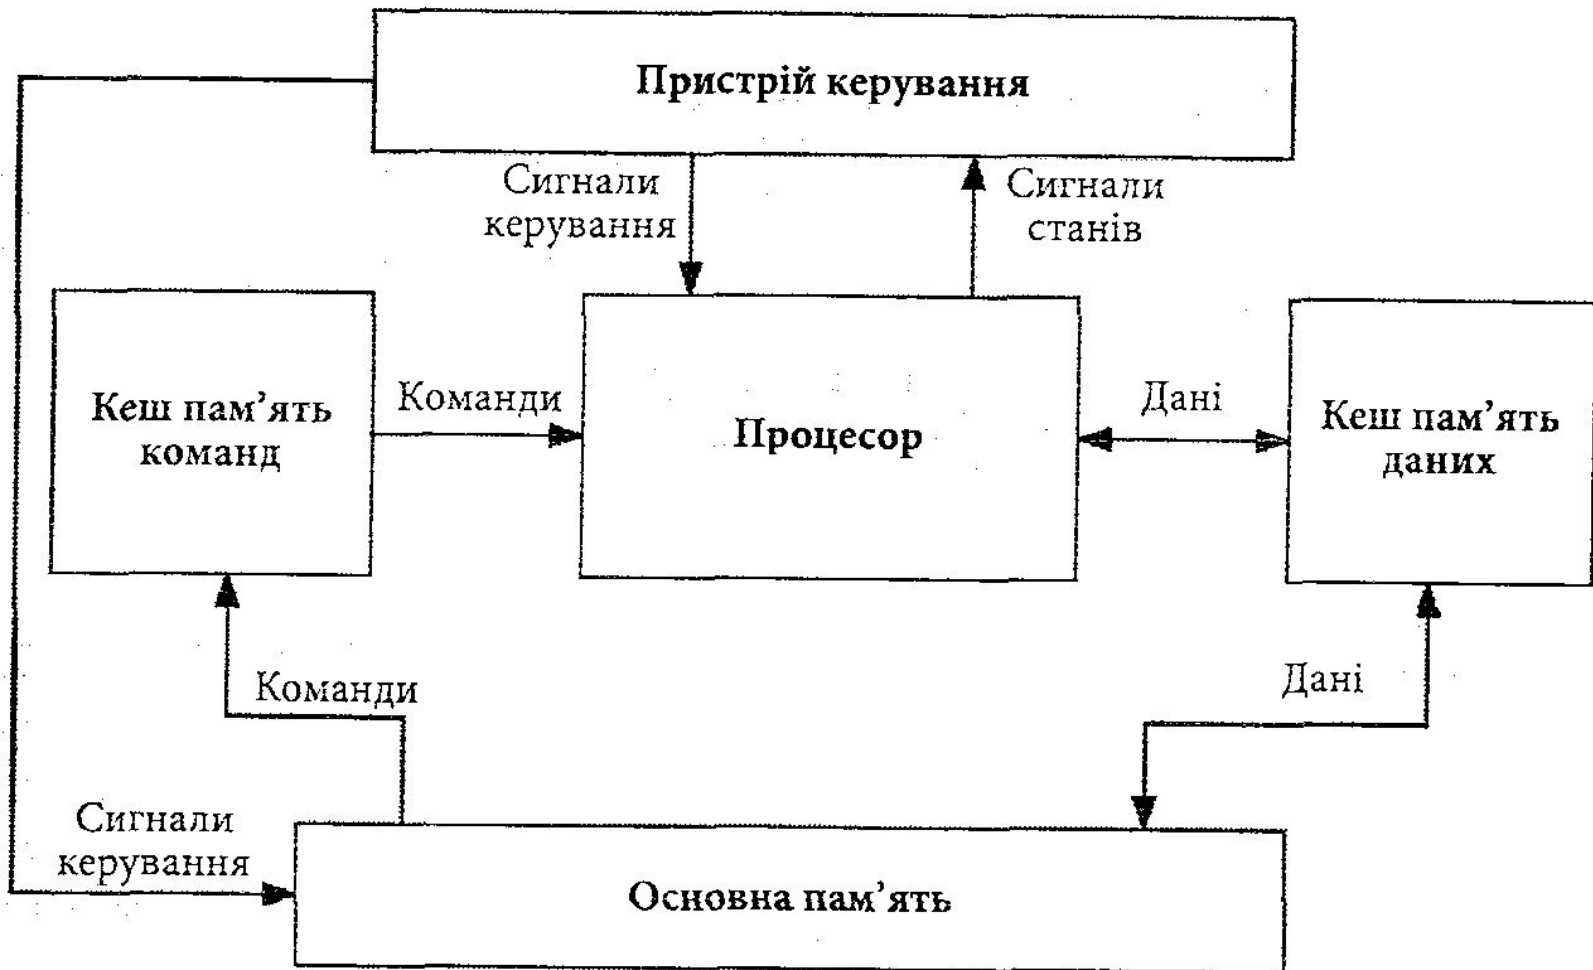 Пристрій керування
Сигнали
керування
Сигнали
станів
Кеш пам’ять
команд
Команди
Процесор
Дані
Кеш пам’ять
даних
Команди
Дані
Сигнали
керування
Основна пам’ять